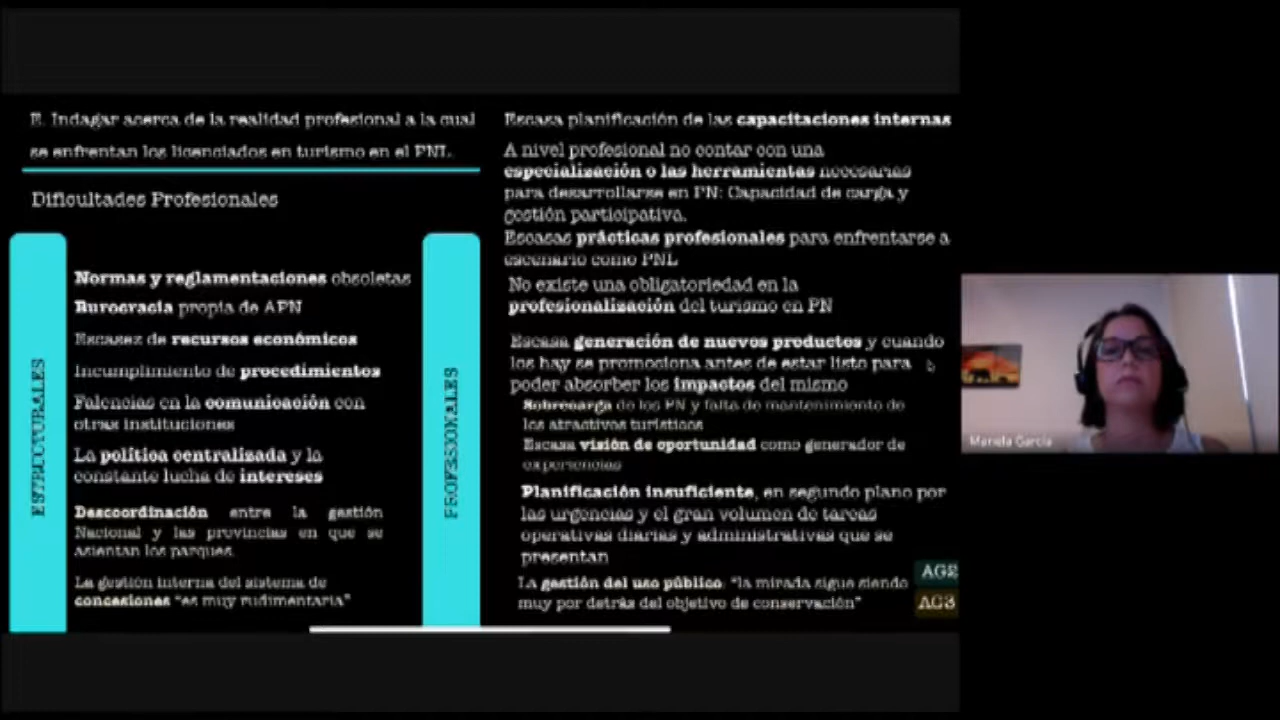 E. Indagar acerca de la realidad profesional a la cual
se enfrentan los licenciados en turismo en el PNL.
Dificultades Profesionales
ESTRUCTURALES
Normas y reglamentaciones obsoletas
Burocracia propia de APN
Escasez de recursos económicos
Incumplimiento de procedimientos
Falencias en la comunicación con
otras instituciones
La política centralizada y la
constante lucha de intereses
Descoordinación entre la gestión
Nacional y las provincias en que se
asientan los parques.
La gestión interna del sistema de
concesiones “es muy rudimentaria”
PROFESIONALES
Escasa planificación de las capacitaciones internas
A nivel profesional no contar con una
especialización o las herramientas necesarias
para desarrollarse en PN: Capacidad de carga y
gestión participativa.
Escasas prácticas profesionales para enfrentarse a
escenario como PNL
No existe una obligatoriedad en la
profesionalización del turismo en PN
Escasa generación de nuevos productos y cuando
los hay se promociona antes de estar listo para
poder absorber los impactos del mismo
Sobrecarga de los PN y falta de mantenimiento de
los atractivos turísticos
Escasa visión de oportunidad como generador de
experiencias
Planificación insuficiente, en segundo plano por
las urgencias y el gran volumen de tareas
operativas diarias y administrativas que se
presentan
La gestión del uso público: “la mirada sigue siendo
muy por detrás del objetivo de conservación”
AG2
AG3
Mariela García